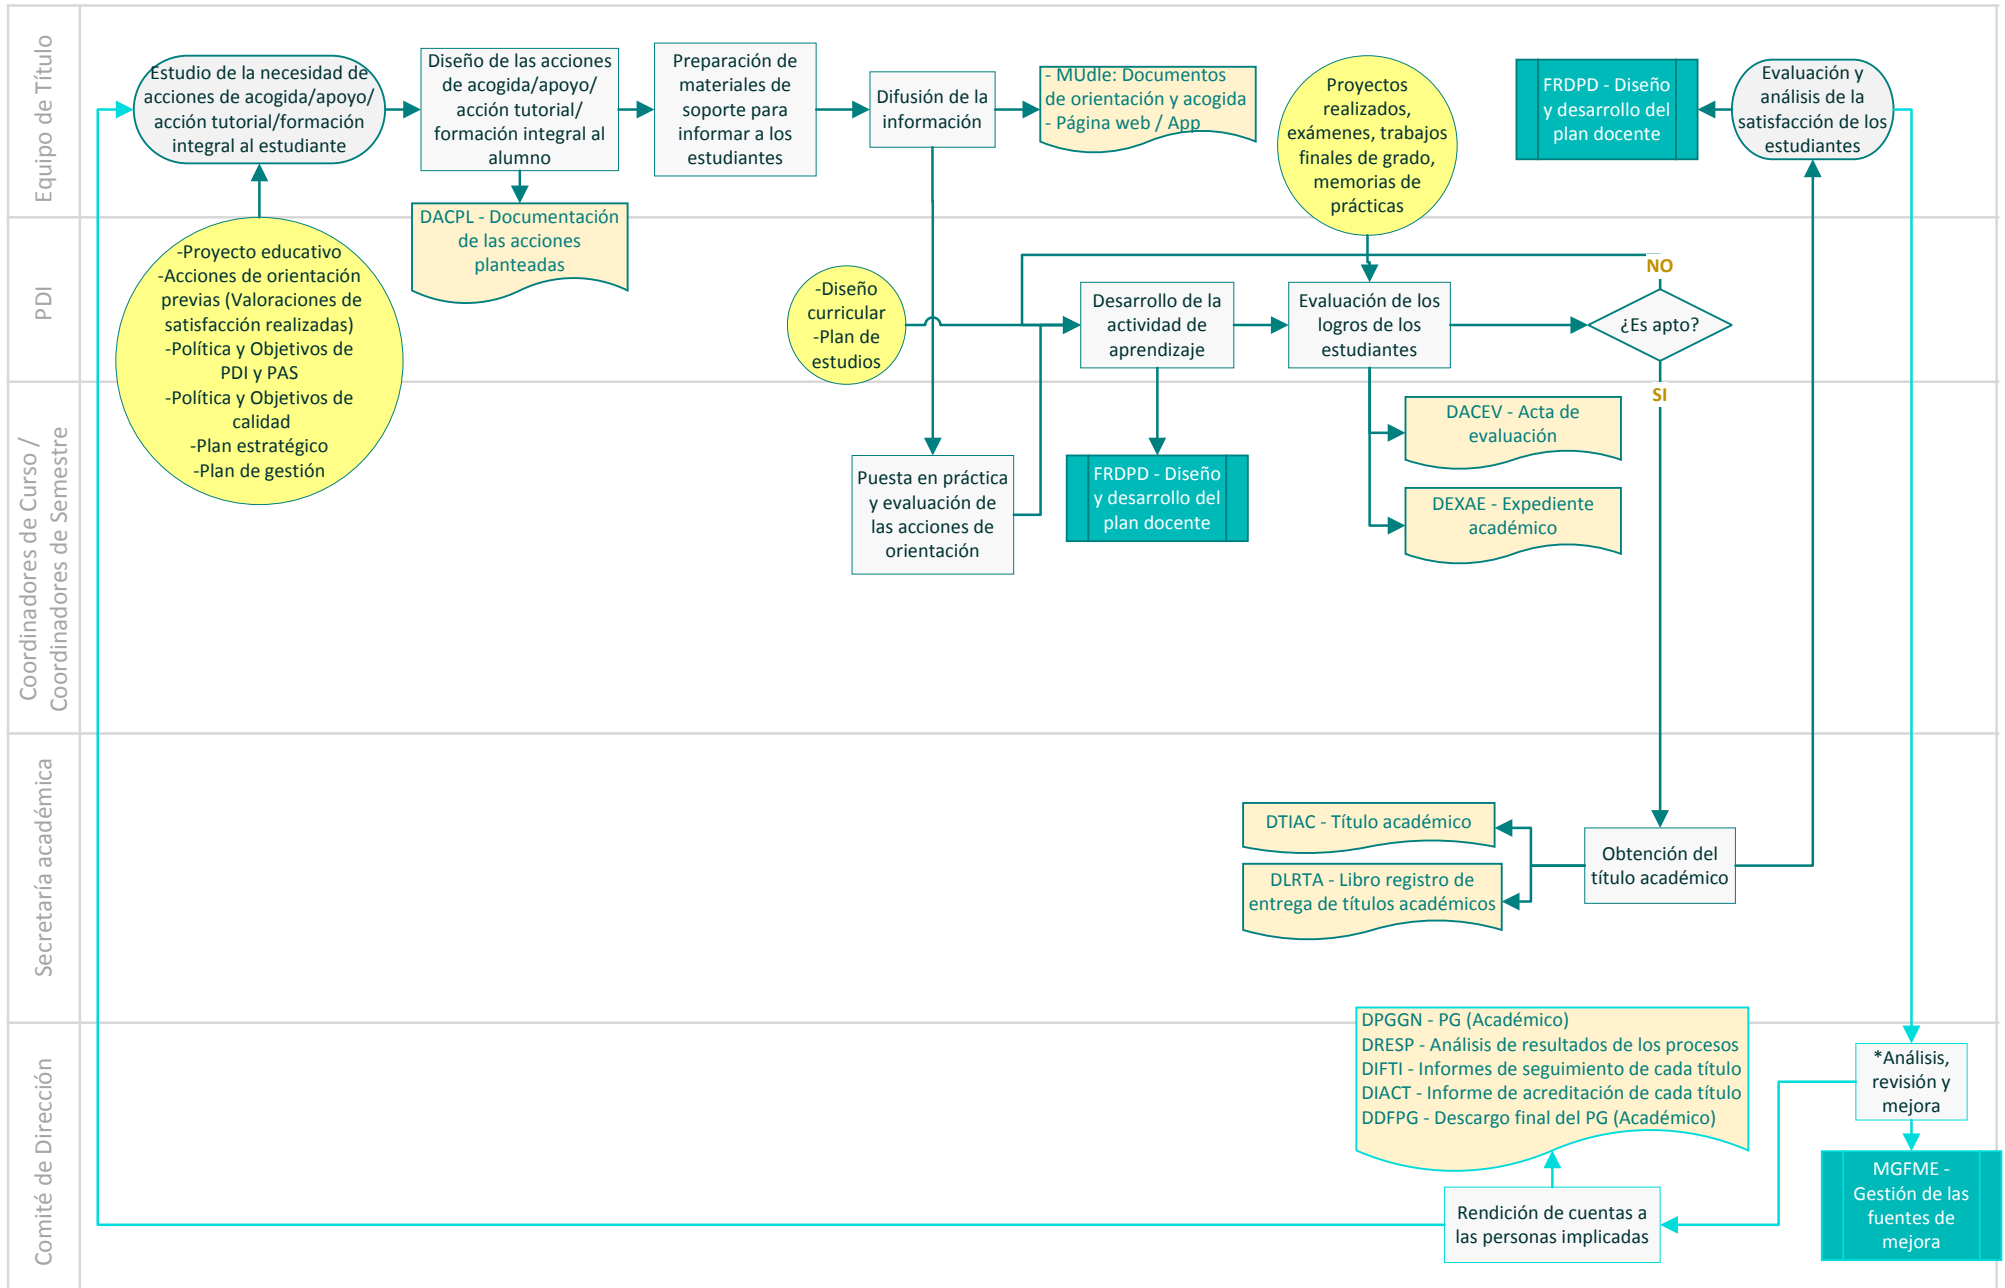 Equipo de Título
Estudio de la necesidad de
acciones de acogida/apoyo/
acción tutorial/formación
integral al estudiante
Diseño de las acciones
de acogida/apoyo/
acción tutorial/
formación integral al
alumno
Preparación de
materiales de
soporte para
informar a los
estudiantes
Difusión de la
información
- MUdle: Documentos
de orientación y acogida
- Página web / App
Proyectos
realizados,
exámenes, trabajos
finales de grado,
memorias de
prácticas
FRDPD - Diseño
y desarrollo del
plan docente
Evaluación y
análisis de la
satisfacción de los
estudiantes
DACPL - Documentación
de las acciones
planteadas
PDI
-Proyecto educativo
-Acciones de orientación
previas (Valoraciones de
satisfacción realizadas)
-Política y Objetivos de
PDI y PAS
-Política y Objetivos de
calidad
-Plan estratégico
-Plan de gestión
-Diseño
curricular
-Plan de
estudios
Desarrollo de la
actividad de
aprendizaje
Evaluación de los
logros de los
estudiantes
NO
¿Es apto?
SI
Coordinadores de Curso /
Coordinadores de Semestre
Puesta en práctica
y evaluación de
las acciones de
orientación
FRDPD - Diseño
y desarrollo del
plan docente
DACEV - Acta de
evaluación
DEXAE - Expediente
académico
Secretaría académica
DTIAC - Título académico
DLRTA - Libro registro de
entrega de títulos académicos
Obtención del
título académico
Comité de Dirección
DPGGN - PG (Académico)
DRESP - Análisis de resultados de los procesos
DIFTI - Informes de seguimiento de cada título
DIACT - Informe de acreditación de cada título
DDFPG - Descargo final del PG (Académico)
*Análisis,
revisión y
mejora
Rendición de cuentas a
las personas implicadas
MGFME -
Gestión de las
fuentes de
mejora